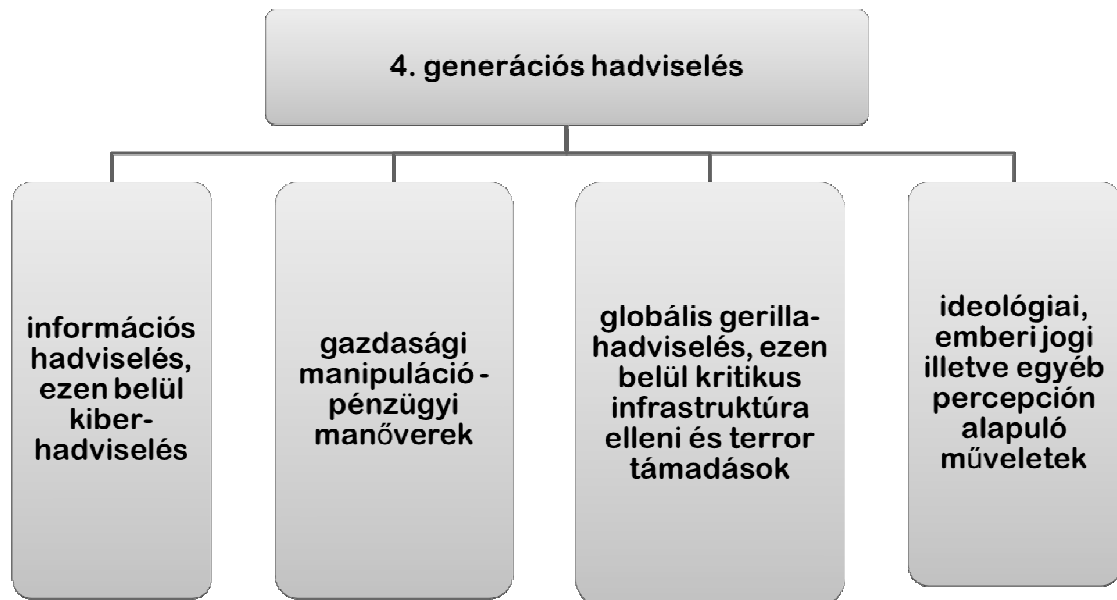 4. generációs hadviselés
információs
hadviselés,
ezen belül
kiber-
hadviselés
gazdasági
manipuláció -
pénzügyi
manőverek
globális gerilla-
hadviselés, ezen
belül kritikus
infrastruktúra
elleni és terror
támadások
ideológiai,
emberi jogi
illetve egyéb
percepción
alapuló
műveletek